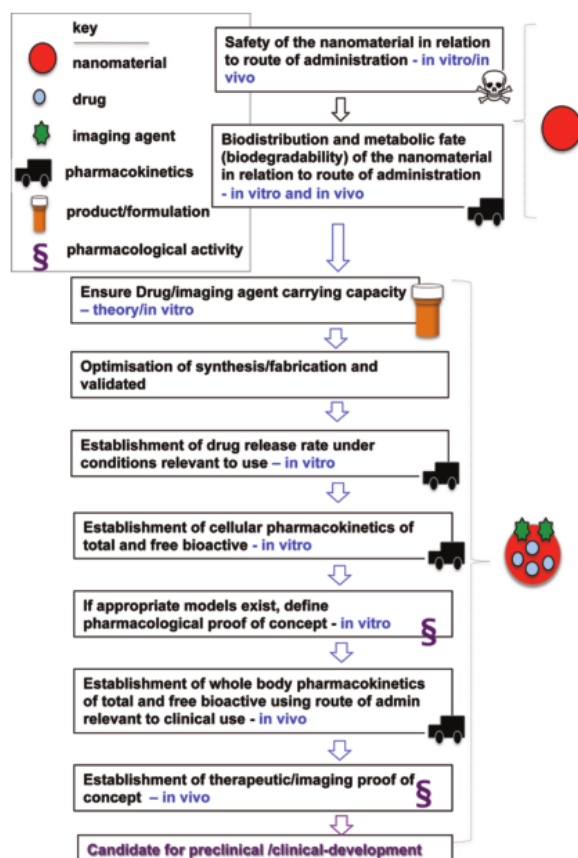 key
nanomaterial
drug
imaging agent
pharmacokinetics
product/formulation
§ pharmacological activity
Safety of the nanomaterial in relation
to route of administration - in vitro/in
vivo
Biodistribution and metabolic fate
(biodegradability) of the nanomaterial
in relation to route of administration
- in vitro and in vivo
Ensure Drug/imaging agent carrying capacity
– theory/in vitro
Optimisation of synthesis/fabrication and
validated
Establishment of drug release rate under
conditions relevant to use – in vitro
Establishment of cellular pharmacokinetics of
total and free bioactive - in vitro
If appropriate models exist, define
pharmacological proof of concept - in vitro
§
Establishment of whole body pharmacokinetics
of total and free bioactive using route of admin
relevant to clinical use - in vivo
Establishment of therapeutic/imaging proof of
concept – in vivo
§
Candidate for preclinical /clinical-development